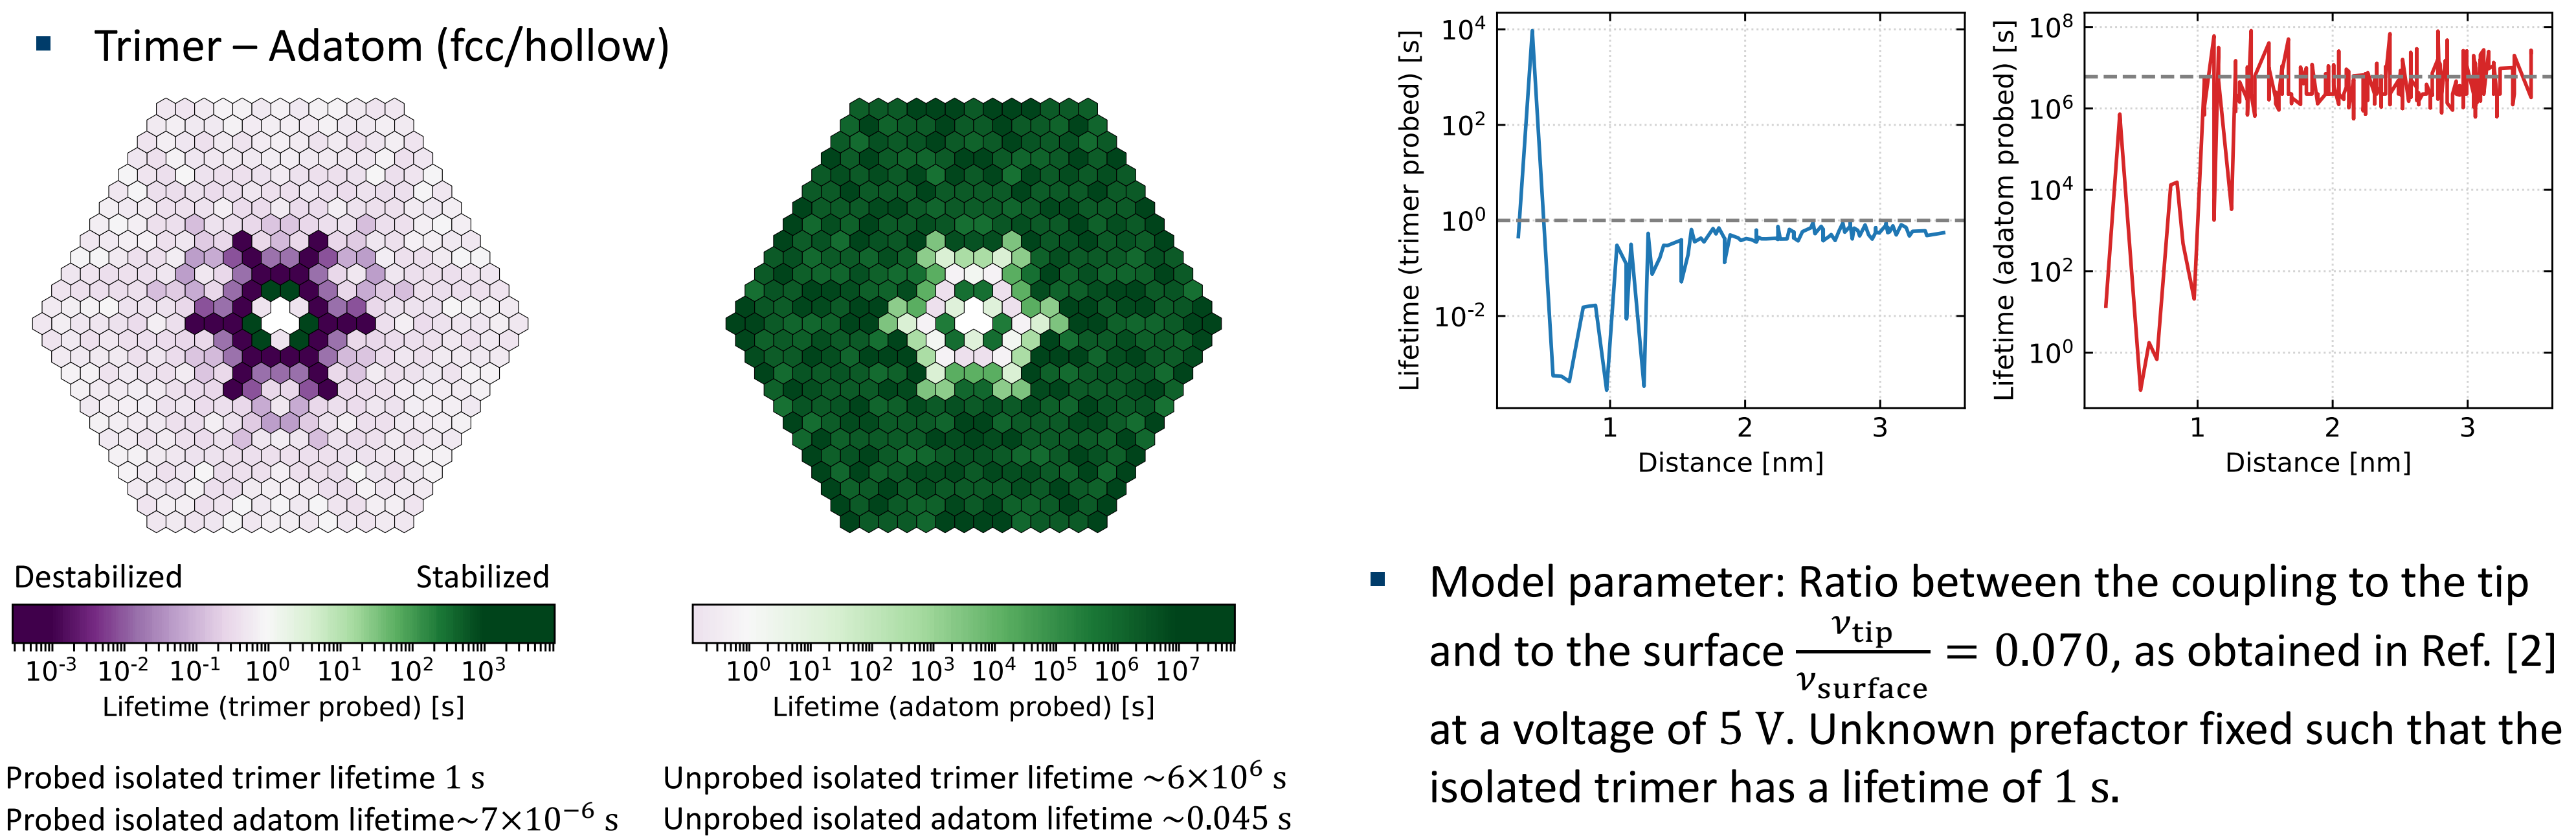 Trimer – Adatom (fcc/hollow)
Destabilized
Stabilized
10⁻³ 10⁻² 10⁻¹ 10⁰ 10¹ 10² 10³
Lifetime (trimer probed) [s]
10⁰ 10¹ 10² 10³ 10⁴ 10⁵ 10⁶ 10⁷
Lifetime (adatom probed) [s]
Probed isolated trimer lifetime 1 s
Probed isolated adatom lifetime~7×10⁻⁶ s
Unprobed isolated trimer lifetime ~6×10⁶ s
Unprobed isolated adatom lifetime ~0.045 s
Lifetime (trimer probed) [s]
10⁴
10²
10⁰
10⁻²
1 2 3
Distance [nm]
Lifetime (adatom probed) [s]
10⁸
10⁶
10⁴
10²
10⁰
1 2 3
Distance [nm]
Model parameter: Ratio between the coupling to the tip
and to the surface ν_tip/ν_surface = 0.070, as obtained in Ref. [2]
at a voltage of 5 V. Unknown prefactor fixed such that the
isolated trimer has a lifetime of 1 s.